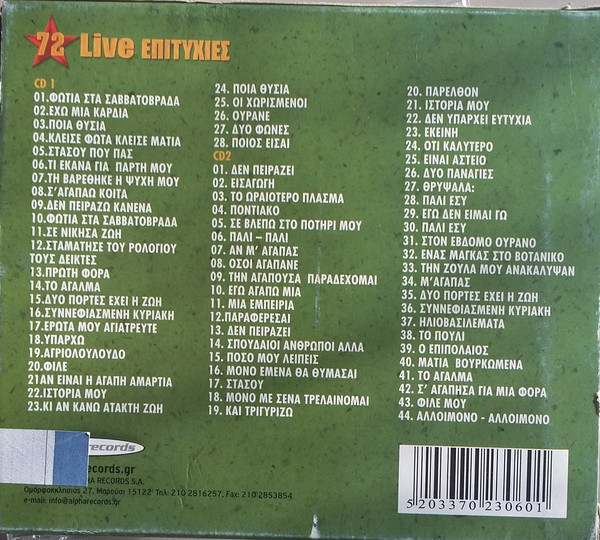 72 Live ΕΠΙΤΥΧΙΕΣ
CD 1
01.ΦΩΤΙΑ ΣΤΑ ΣΑΒΒΑΤΟΒΡΑΔΑ
02.ΕΧΩ ΜΙΑ ΚΑΡΔΙΑ
03.ΠΟΙΑ ΘΥΣΙΑ
04.ΚΛΕΙΣΕ ΦΩΤΑ ΚΛΕΙΣΕ ΜΑΤΙΑ
05.ΣΤΑΣΟΥ ΠΟΥ ΠΑΣ
06.ΤΙ ΕΚΑΝΑ ΓΙΑ ΠΑΡΤΗ ΜΟΥ
07.ΤΗ ΒΑΡΕΘΗΚΕ Η ΨΥΧΗ ΜΟΥ
08.Σ'ΑΓΑΠΑΩ ΚΟΙΤΑ
09.ΔΕΝ ΠΕΙΡΑΖΩ ΚΑΝΕΝΑ
10.ΦΩΤΙΑ ΣΤΑ ΣΑΒΒΑΤΟΒΡΑΔΑ
11.ΣΕ ΝΙΚΗΣΑ ΖΩΗ
12.ΣΤΑΜΑΤΗΣΕ ΤΟΥ ΡΟΛΟΓΙΟΥ
ΤΟΥΣ ΔΕΙΚΤΕΣ
13.ΠΡΩΤΗ ΦΟΡΑ
14.ΤΟ ΑΓΑΛΜΑ
15.ΔΥΟ ΠΟΡΤΕΣ ΕΧΕΙ Η ΖΩΗ
16.ΣΥΝΝΕΦΙΑΣΜΕΝΗ ΚΥΡΙΑΚΗ
17.ΕΡΩΤΑ ΜΟΥ ΑΓΙΑΤΡΕΥΤΕ
18.ΥΠΑΡΧΩ
19.ΑΓΡΙΟΛΟΥΛΟΥΔΟ
20.ΦΙΛΕ
21ΑΝ ΕΙΝΑΙ Η ΑΓΑΠΗ ΑΜΑΡΤΙΑ
22.ΙΣΤΟΡΙΑ ΜΟΥ
23.ΚΙ ΑΝ ΚΑΝΩ ΑΤΑΚΤΗ ΖΩΗ
24. ΠΟΙΑ ΘΥΣΙΑ
25. ΟΙ ΧΩΡΙΣΜΕΝΟΙ
26. ΟΥΡΑΝΕ
27. ΔΥΟ ΦΩΝΕΣ
28. ΠΟΙΟΣ ΕΙΣΑΙ
CD2
01. ΔΕΝ ΠΕΙΡΑΖΕΙ
02. ΕΙΣΑΓΩΓΗ
03. ΤΟ ΩΡΑΙΟΤΕΡΟ ΠΛΑΣΜΑ
04. ΠΟΝΤΙΑΚΟ
05. ΣΕ ΒΛΕΠΩ ΣΤΟ ΠΟΤΗΡΙ ΜΟΥ
06. ΠΑΛΙ – ΠΑΛΙ
07. ΑΝ Μ' ΑΓΑΠΑΣ
08. ΟΣΟΙ ΑΓΑΠΑΝΕ
09. ΤΗΝ ΑΓΑΠΟΥΣΑ ΠΑΡΑΔΕΧΟΜΑΙ
10. ΕΓΩ ΑΓΑΠΩ ΜΙΑ
11. ΜΙΑ ΕΜΠΕΙΡΙΑ
12.ΠΑΡΑΦΕΡΕΣΑΙ
13. ΔΕΝ ΠΕΙΡΑΖΕΙ
14. ΣΠΟΥΔΑΙΟΙ ΑΝΘΡΩΠΟΙ ΑΛΛΑ
15. ΠΟΣΟ ΜΟΥ ΛΕΙΠΕΙΣ
16. ΜΟΝΟ ΕΜΕΝΑ ΘΑ ΘΥΜΑΣΑΙ
17. ΣΤΑΣΟΥ
18. ΜΟΝΟ ΜΕ ΣΕΝΑ ΤΡΕΛΑΙΝΟΜΑΙ
19. ΚΑΙ ΤΡΙΓΥΡΙΖΩ
20. ΠΑΡΕΛΘΟΝ
21. ΙΣΤΟΡΙΑ ΜΟΥ
22. ΔΕΝ ΥΠΑΡΧΕΙ ΕΥΤΥΧΙΑ
23. ΕΚΕΙΝΗ
24. ΟΤΙ ΚΑΛΥΤΕΡΟ
25. ΕΙΝΑΙ ΑΣΤΕΙΟ
26. ΔΥΟ ΠΑΝΑΓΙΕΣ
27. ΘΡΥΨΑΛΑ:
28. ΠΑΛΙ ΕΣΥ
29. ΕΓΩ ΔΕΝ ΕΙΜΑΙ ΓΩ
30. ΠΑΛΙ ΕΣΥ
31. ΣΤΟΝ ΕΒΔΟΜΟ ΟΥΡΑΝΟ
32. ΕΝΑΣ ΜΑΓΚΑΣ ΣΤΟ ΒΟΤΑΝΙΚΟ
33. ΤΗΝ ΖΟΥΛΑ ΜΟΥ ΑΝΑΚΑΛΥΨΑΝ
34. Μ'ΑΓΑΠΑΣ
35. ΔΥΟ ΠΟΡΤΕΣ ΕΧΕΙ Η ΖΩΗ
36. ΣΥΝΝΕΦΙΑΣΜΕΝΗ ΚΥΡΙΑΚΗ
37. ΗΛΙΟΒΑΣΙΛΕΜΑΤΑ
38. ΤΟ ΠΟΥΛΙ
39. Ο ΕΠΙΠΟΛΑΙΟΣ
40. ΜΑΤΙΑ ΒΟΥΡΚΩΜΕΝΑ
41. ΤΟ ΑΓΑΛΜΑ
42. Σ' ΑΓΑΠΗΣΑ ΓΙΑ ΜΙΑ ΦΟΡΑ
43. ΦΙΛΕ ΜΟΥ
44. ΑΛΛΟΙΜΟΝΟ - ΑΛΛΟΙΜΟΝΟ
records
records.gr
PHA RECORDS S.A.
Ομορφοκκλησιάς 27, Μαρούσι 15122 Τηλ: 210 2816257, Fax: 210 2853854
e-mail: info@alpharecords.gr
5 203370 230601